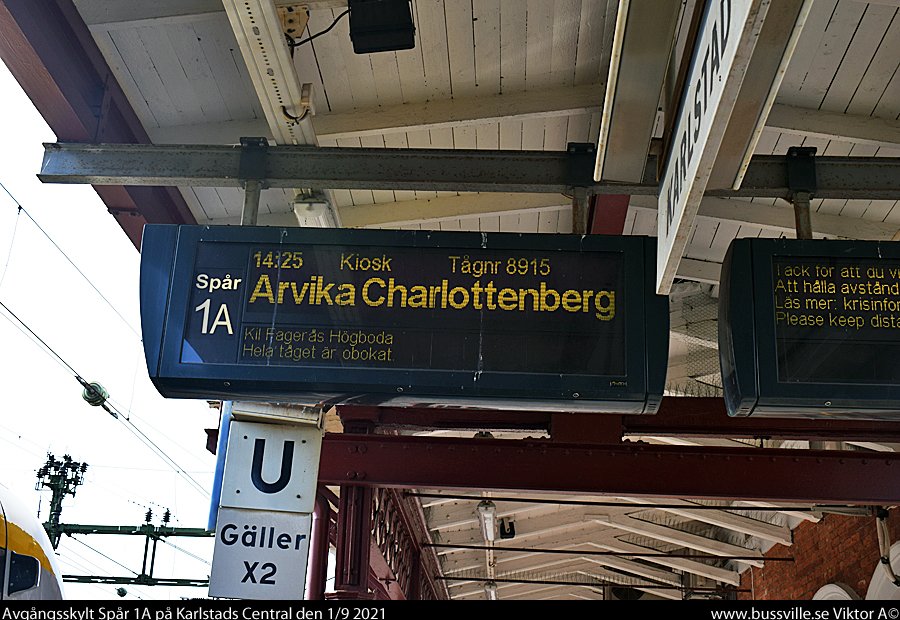 KARLSTAD
14:25 Kiosk Tågnr 8915
Spår
1A
Arvika Charlottenberg
Kil Fagerås Högboda
Hela tåget är obokat.
Tack för att du vi
Att hålla avstånd
Läs mer: krisinfor
Please keep dista
U
Gäller
X2
U
Avgångsskylt Spår 1A på Karlstads Central den 1/9 2021
www.bussville.se Viktor A©